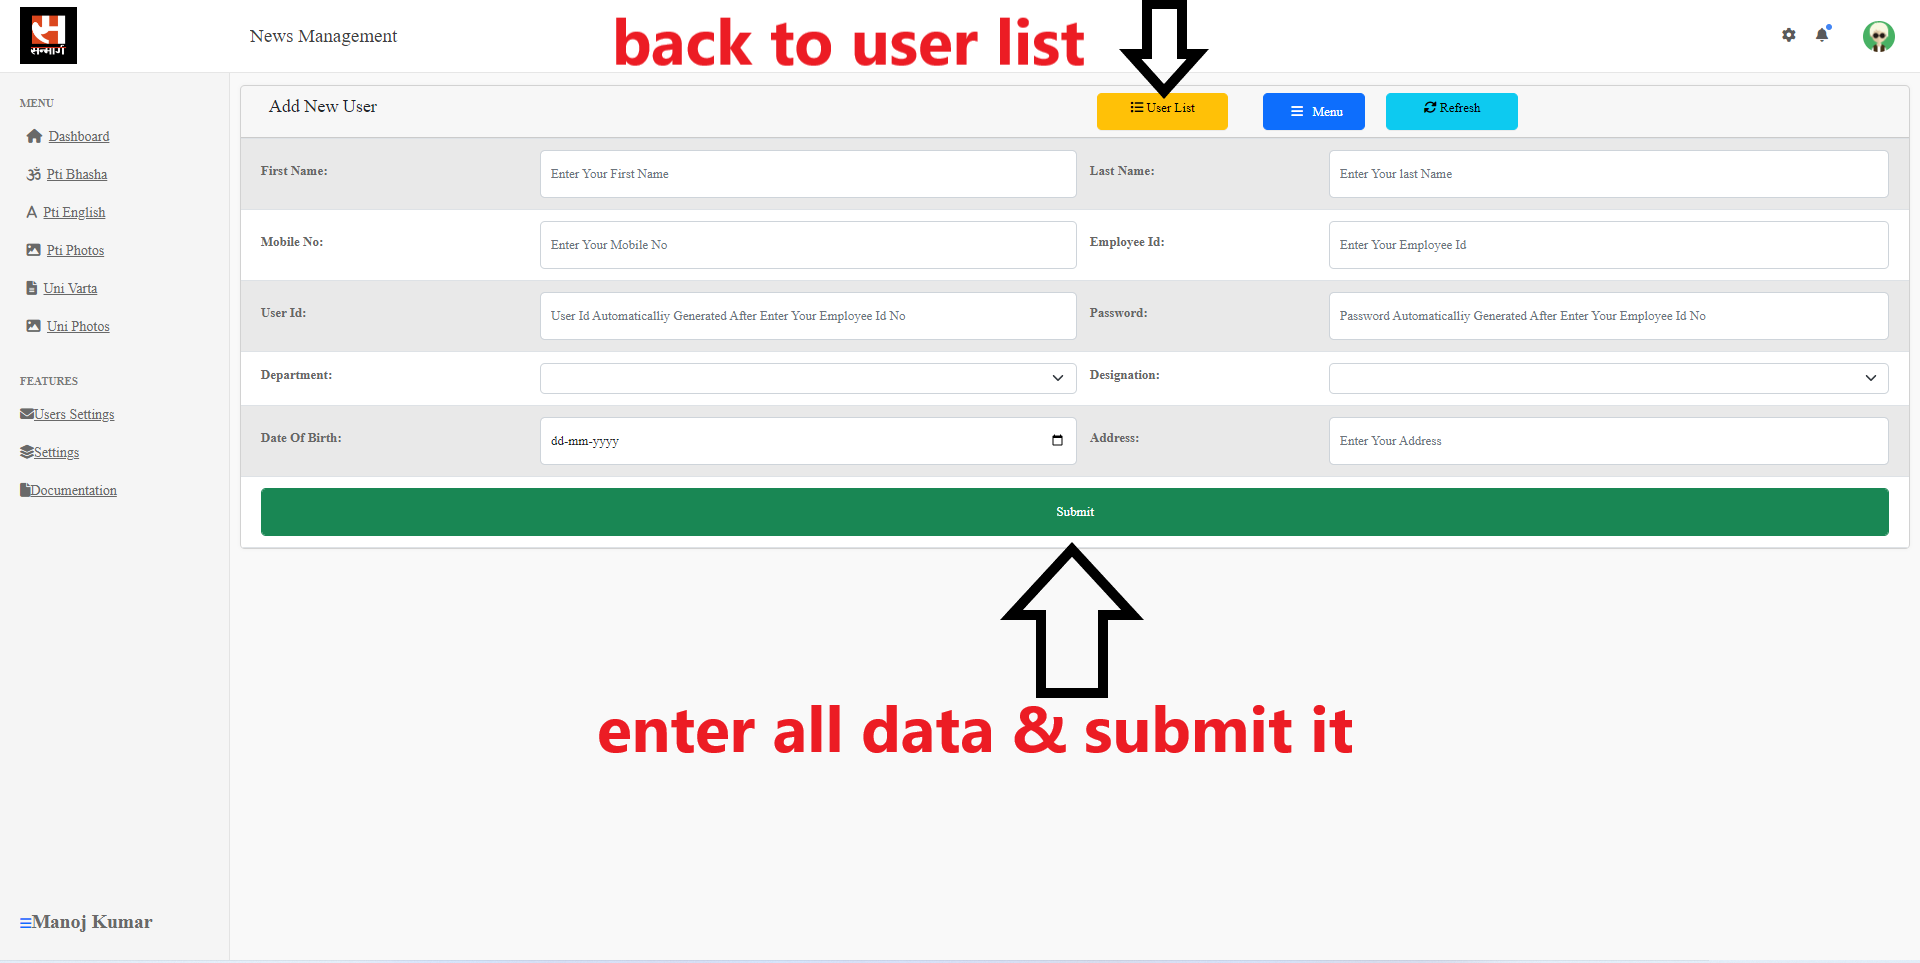 सन्मार्ग
News Management
back to user list
MENU
Dashboard
Pti Bhasha
Pti English
Pti Photos
Uni Varta
Uni Photos
FEATURES
Users Settings
Settings
Documentation
Manoj Kumar
Add New User
User List
Menu
Refresh
First Name:
Enter Your First Name
Last Name:
Enter Your last Name
Mobile No:
Enter Your Mobile No
Employee Id:
Enter Your Employee Id
User Id:
User Id Automaticalliy Generated After Enter Your Employee Id No
Password:
Password Automaticalliy Generated After Enter Your Employee Id No
Department:
Designation:
Date Of Birth:
dd-mm-yyyy
Address:
Enter Your Address
Submit
enter all data & submit it